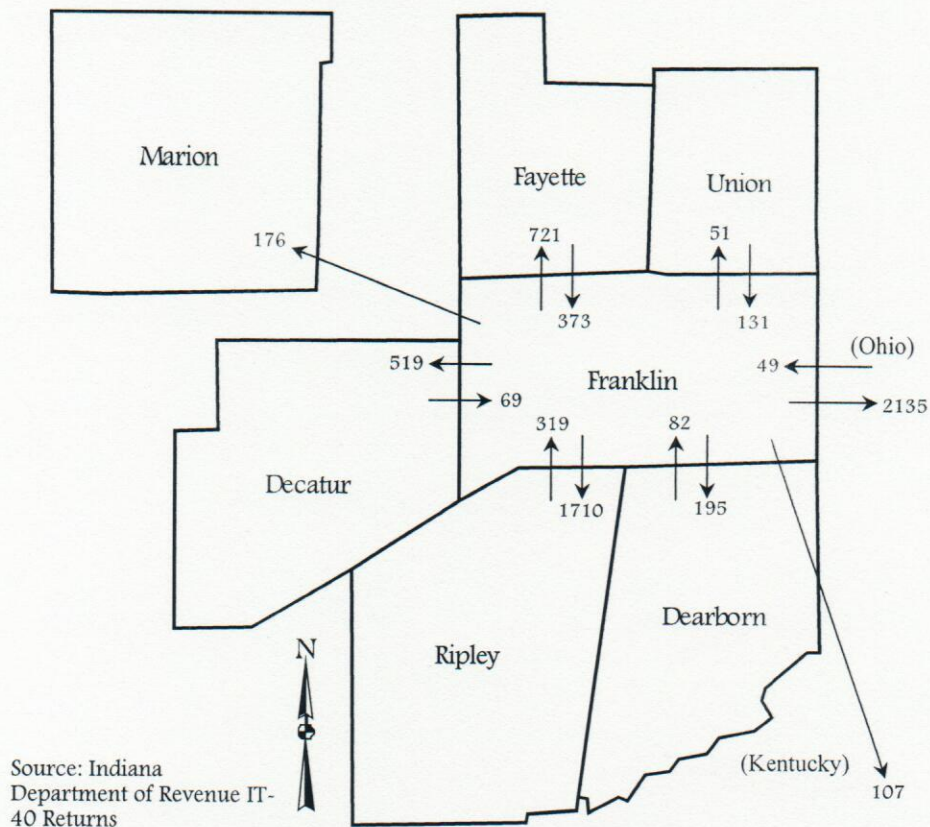 Marion
Fayette
Union
176
721
51
373
131
(Ohio)
519
49
Franklin
69
2135
319
82
Decatur
1710
195
Dearborn
Ripley
N
(Kentucky)
107
Source: Indiana
Department of Revenue IT-
40 Returns